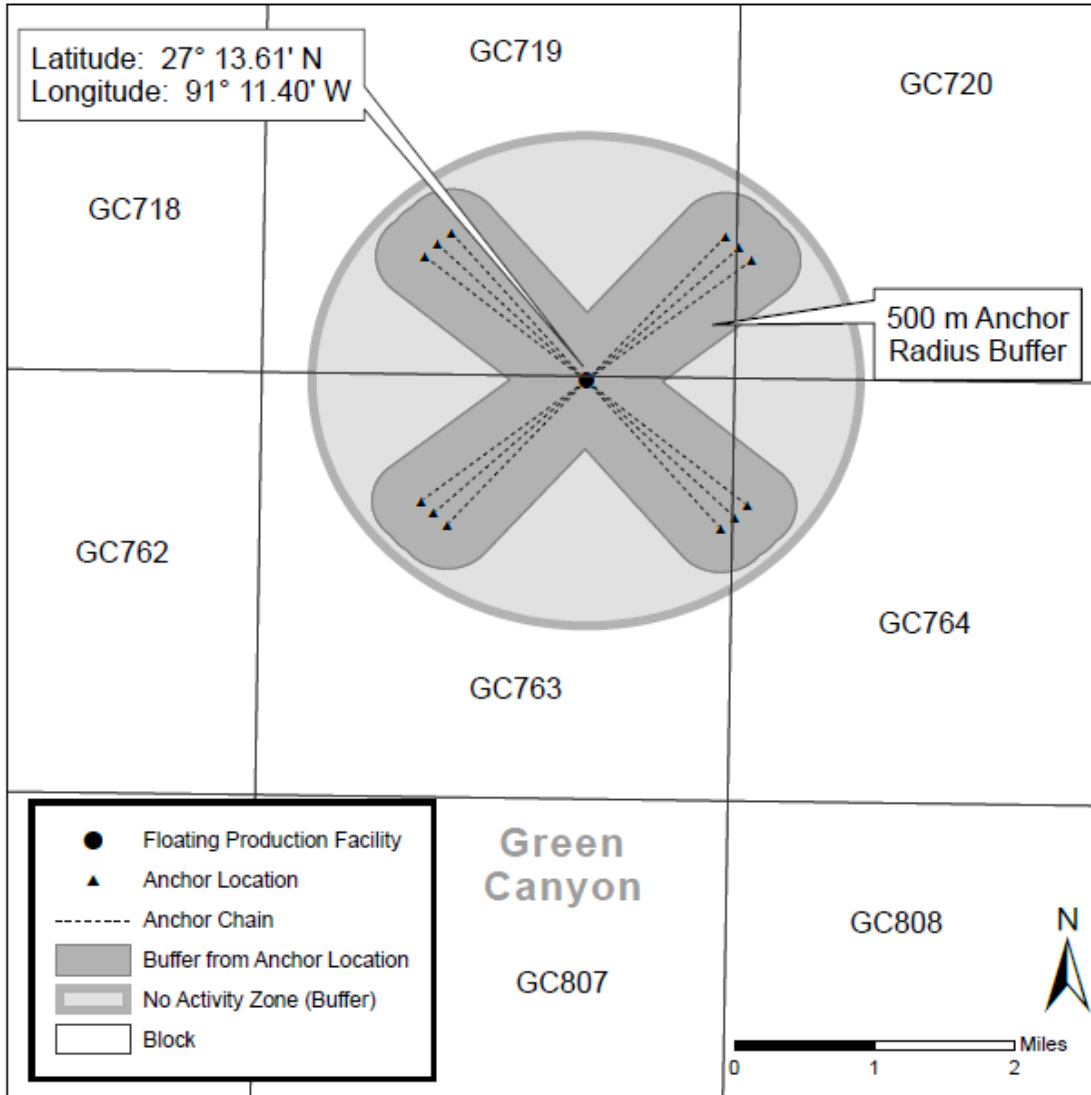 Latitude: 27° 13.61' N
Longitude: 91° 11.40' W
GC719
GC720
GC718
500 m Anchor
Radius Buffer
GC762
GC764
GC763
Floating Production Facility
Anchor Location
Anchor Chain
Buffer from Anchor Location
No Activity Zone (Buffer)
Block
Green
Canyon
GC807
GC808
N
Miles
0
1
2